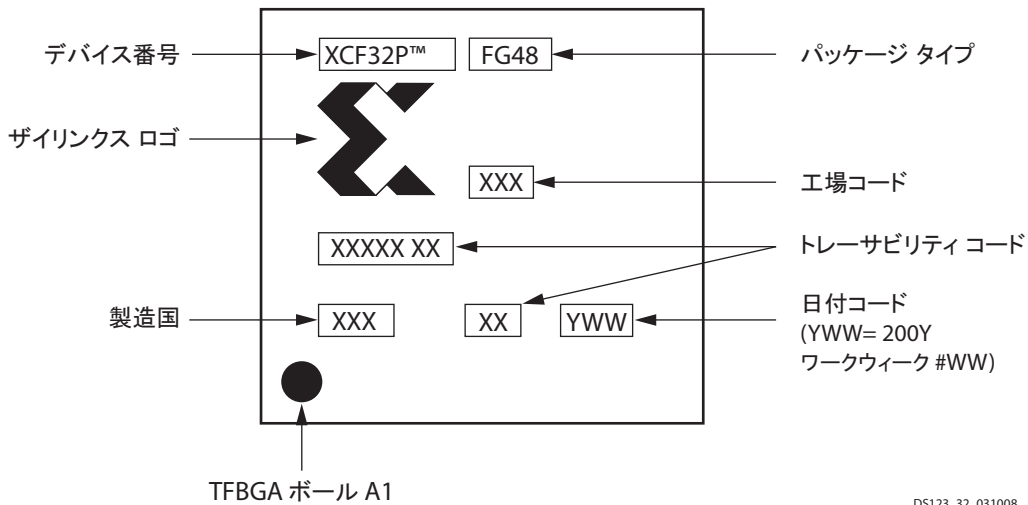 デバイス番号
XCF32P™
FG48
パッケージ タイプ
ザイリンクス ロゴ
XXX
工場コード
XXXXX XX
トレーサビリティ コード
製造国
XXX
XX
YWW
日付コード
(YWW= 200Y
ワークウィーク #WW)
TFBGA ボール A1
DS123_32_031008